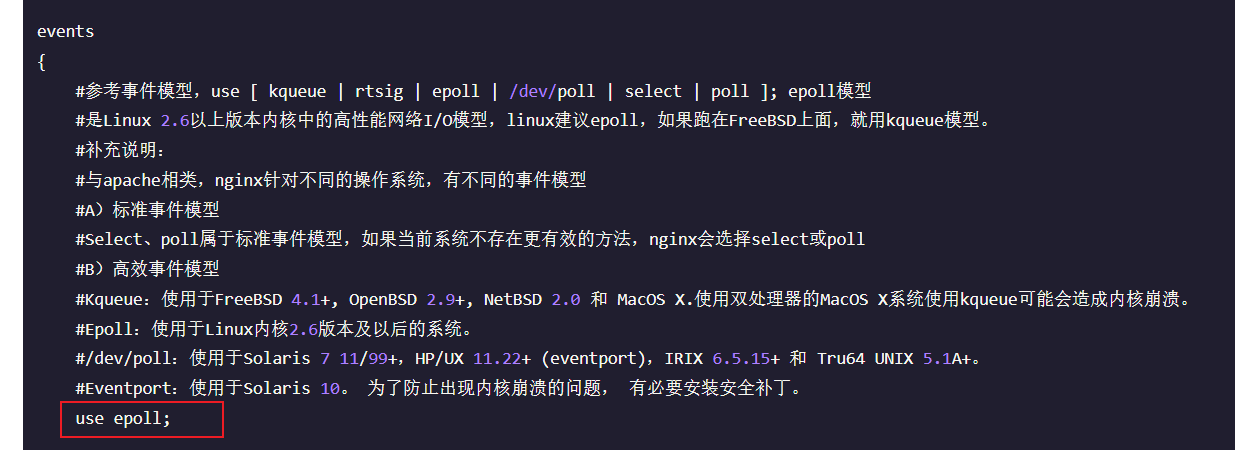 events
{
#参考事件模型，use [ kqueue | rtsig | epoll | /dev/poll | select | poll ]; epoll模型
#是Linux 2.6以上版本内核中的高性能网络I/O模型，linux建议epoll，如果跑在FreeBSD上面，就用kqueue模型。
#补充说明：
#与apache相类，nginx针对不同的操作系统，有不同的事件模型
#A）标准事件模型
#Select、poll属于标准事件模型，如果当前系统不存在更有效的方法，nginx会选择select或poll
#B）高效事件模型
#Kqueue：使用于FreeBSD 4.1+, OpenBSD 2.9+, NetBSD 2.0 和 MacOS X.使用双处理器的MacOS X系统使用kqueue可能会造成内核崩溃。
#Epoll：使用于Linux内核2.6版本及以后的系统。
#/dev/poll：使用于Solaris 7 11/99+，HP/UX 11.22+ (eventport)，IRIX 6.5.15+ 和 Tru64 UNIX 5.1A+。
#Eventport：使用于Solaris 10。 为了防止出现内核崩溃的问题， 有必要安装安全补丁。
use epoll;